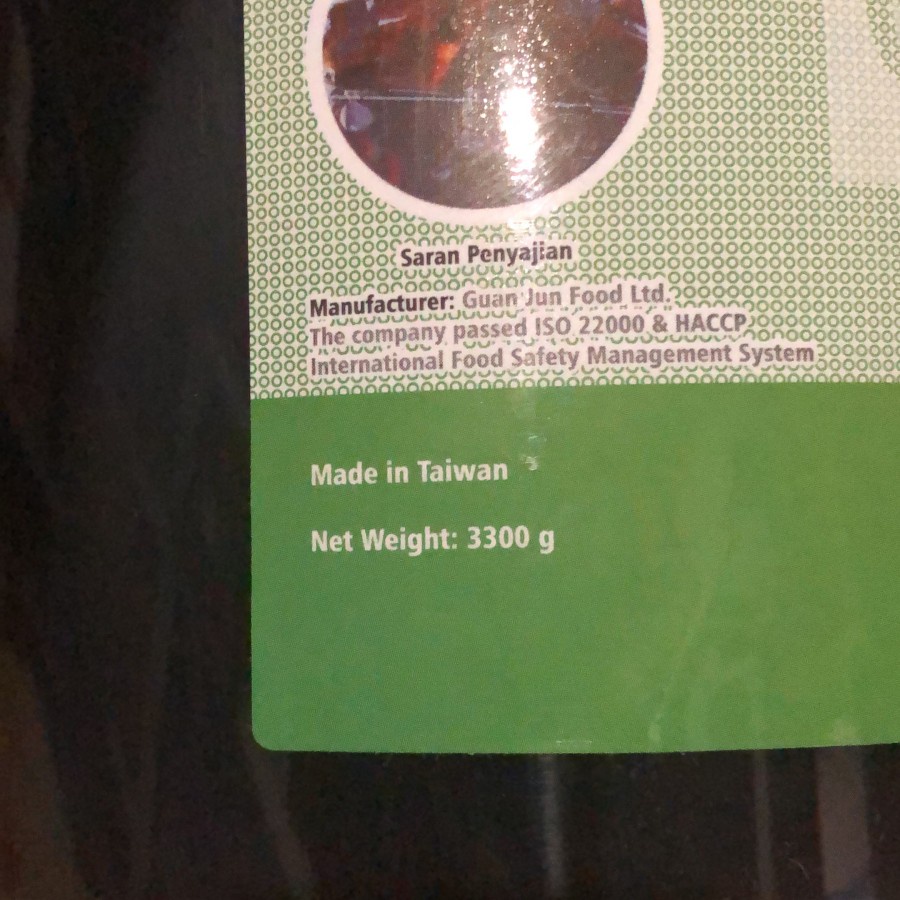 Saran Penyajian
Manufacturer: Guan Jun Food Ltd.
The company passed ISO 22000 & HACCP
International Food Safety Management System
Made in Taiwan
Net Weight: 3300 g